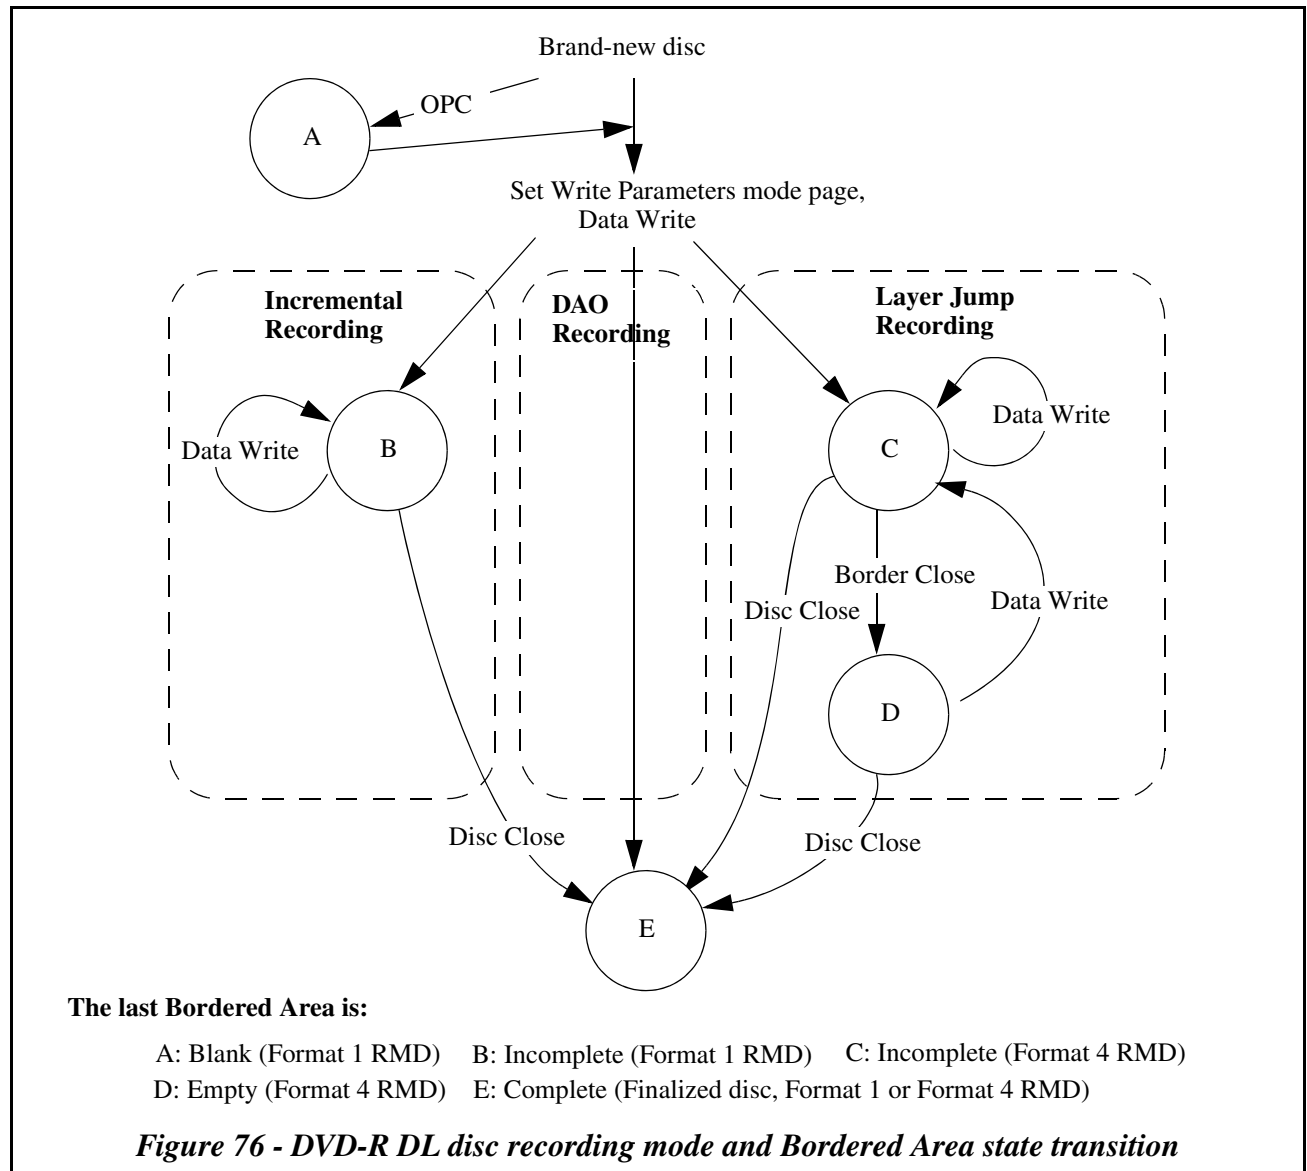 Brand-new disc
OPC
A
Set Write Parameters mode page,
Data Write
Incremental
Recording
DAO
Recording
Layer Jump
Recording
Data Write
B
C
Data Write
Border Close
Data Write
Disc Close
D
Disc Close
Disc Close
E
The last Bordered Area is:
A: Blank (Format 1 RMD) B: Incomplete (Format 1 RMD) C: Incomplete (Format 4 RMD)
D: Empty (Format 4 RMD) E: Complete (Finalized disc, Format 1 or Format 4 RMD)
Figure 76 - DVD-R DL disc recording mode and Bordered Area state transition